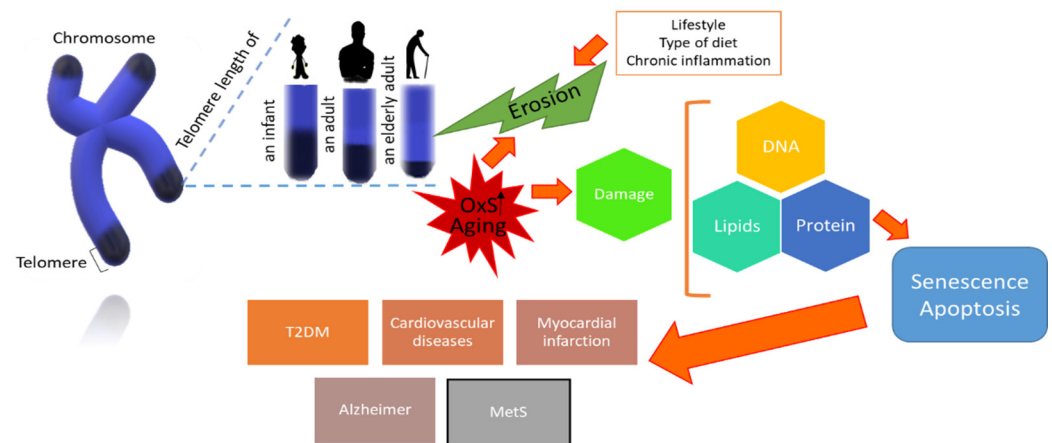 Chromosome
Telomere
Telomere length of
an infant
an adult
an elderly adult
Erosion
Lifestyle
Type of diet
Chronic inflammation
OxS↑
Aging
Damage
DNA
Lipids
Protein
Senescence
Apoptosis
T2DM
Cardiovascular
diseases
Myocardial
infarction
Alzheimer
MetS